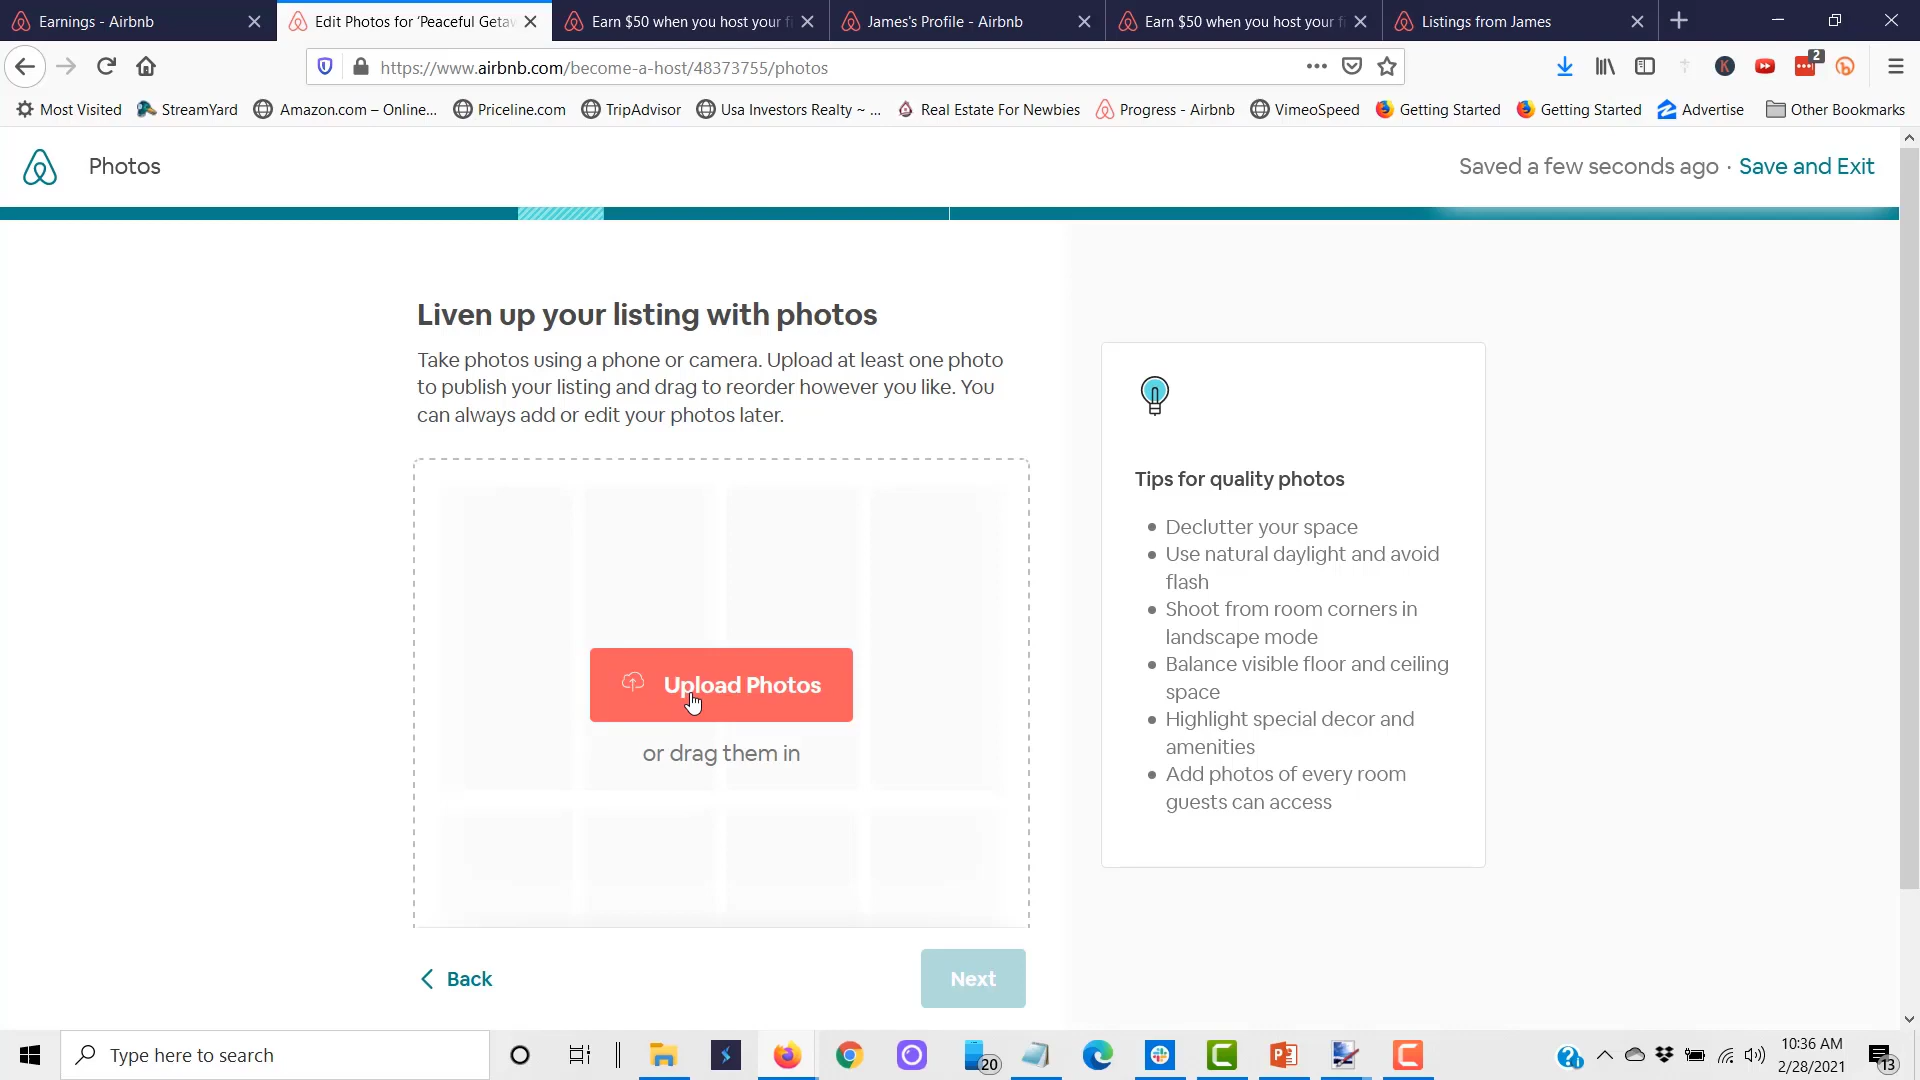 Earnings - Airbnb
Edit Photos for 'Peaceful Getaw
Earn $50 when you host your fi
James's Profile - Airbnb
Earn $50 when you host your fi
Listings from James
https://www.airbnb.com/become-a-host/48373755/photos
2
K
Most Visited
StreamYard
Amazon.com – Online...
Priceline.com
TripAdvisor
Usa Investors Realty ~ ...
Real Estate For Newbies
Progress - Airbnb
VimeoSpeed
Getting Started
Getting Started
Advertise
Other Bookmarks
Photos
Saved a few seconds ago · Save and Exit
Liven up your listing with photos
Take photos using a phone or camera. Upload at least one photo
to publish your listing and drag to reorder however you like. You
can always add or edit your photos later.
Upload Photos
or drag them in
Back
Next
Tips for quality photos
• Declutter your space
• Use natural daylight and avoid
flash
• Shoot from room corners in
landscape mode
• Balance visible floor and ceiling
space
• Highlight special decor and
amenities
• Add photos of every room
guests can access
Type here to search
20
10:36 AM
2/28/2021
13